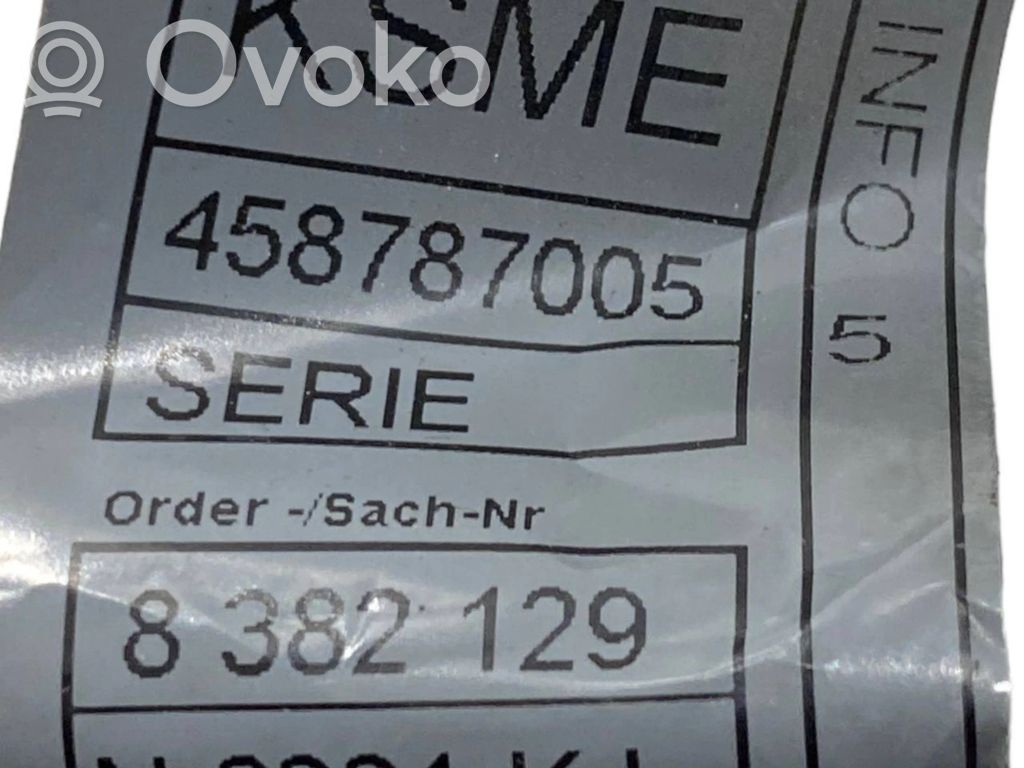 Ovoko
KSME
458787005
SERIE
Order -/Sach-Nr
8 382 129
INFO 5